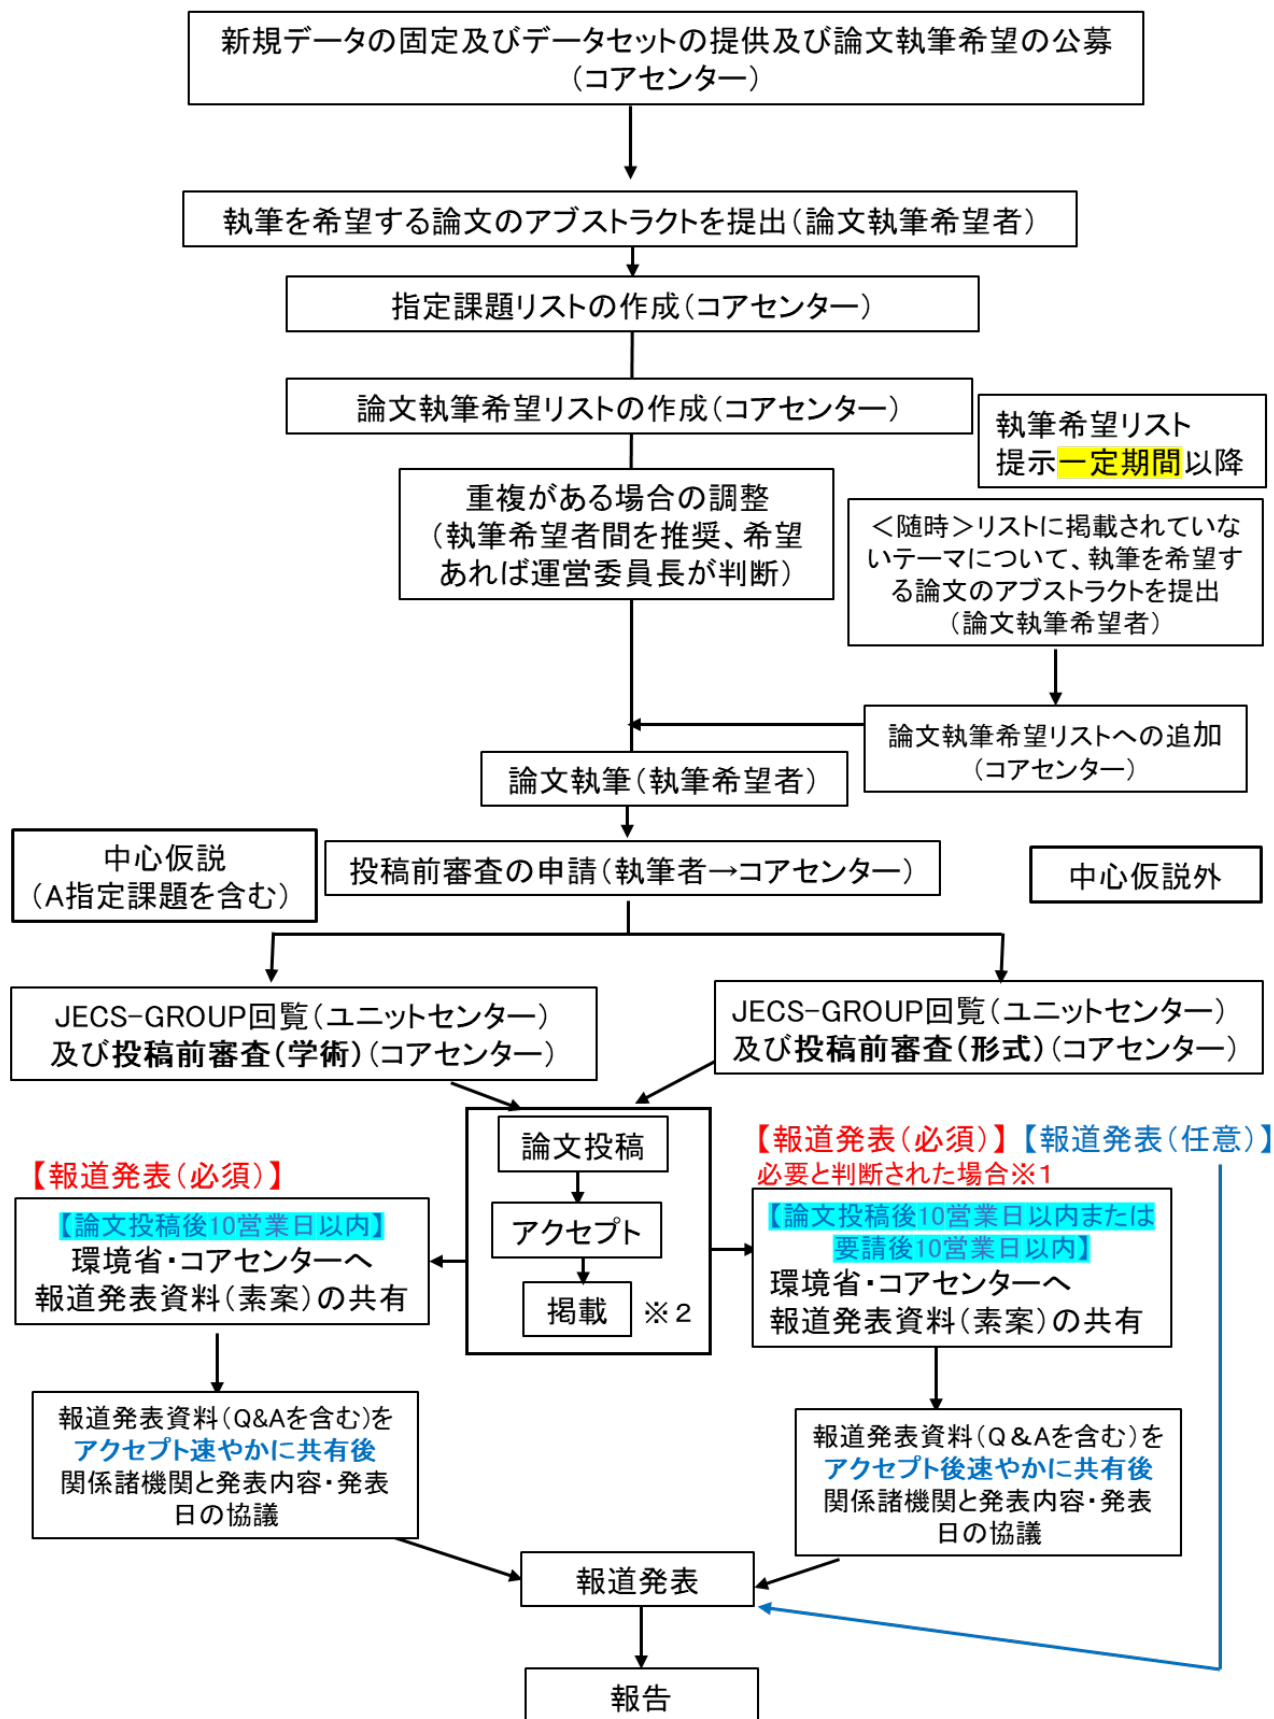 新規データの固定及びデータセットの提供及び論文執筆希望の公募
(コアセンター)
執筆を希望する論文のアブストラクトを提出(論文執筆希望者)
指定課題リストの作成(コアセンター)
論文執筆希望リストの作成(コアセンター)
執筆希望リスト
提示一定期間以降
重複がある場合の調整
(執筆希望者間を推奨、希望
あれば運営委員長が判断)
<随時>リストに掲載されていな
いテーマについて、執筆を希望す
る論文のアブストラクトを提出
(論文執筆希望者)
論文執筆希望リストへの追加
(コアセンター)
論文執筆(執筆希望者)
中心仮説
(A指定課題を含む)
投稿前審査の申請(執筆者→コアセンター)
中心仮説外
JECS-GROUP回覧(ユニットセンター)
及び投稿前審査(学術)(コアセンター)
JECS-GROUP回覧(ユニットセンター)
及び投稿前審査(形式)(コアセンター)
論文投稿
アクセプト
掲載 ※2
【報道発表(必須)】
【論文投稿後10営業日以内】
環境省・コアセンターへ
報道発表資料(素案)の共有
【報道発表(必須)】【報道発表(任意)】
必要と判断された場合※1
【論文投稿後10営業日以内または
要請後10営業日以内】
環境省・コアセンターへ
報道発表資料(素案)の共有
報道発表資料(Q&Aを含む)を
アクセプト速やかに共有後
関係諸機関と発表内容・発表
日の協議
報道発表資料(Q&Aを含む)を
アクセプト後速やかに共有後
関係諸機関と発表内容・発表
日の協議
報道発表
報告